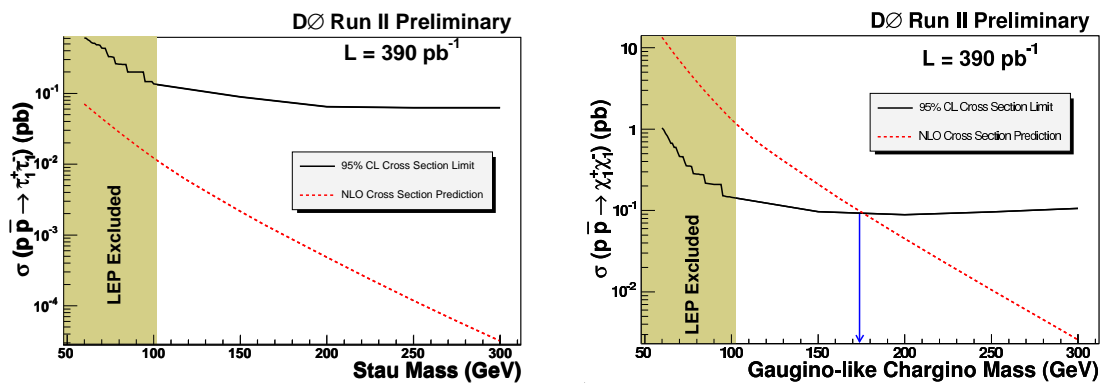 DØ Run II Preliminary
L = 390 pb⁻¹
σ (p p̅ → τ̃₁⁺ τ̃₁⁻) (pb)
10⁻¹
10⁻²
10⁻³
10⁻⁴
95% CL Cross Section Limit
NLO Cross Section Prediction
LEP Excluded
50 100 150 200 250 300
Stau Mass (GeV)
DØ Run II Preliminary
L = 390 pb⁻¹
σ (p p̅ → χ₁⁺ χ₁⁻) (pb)
10
1
10⁻¹
10⁻²
95% CL Cross Section Limit
NLO Cross Section Prediction
LEP Excluded
50 100 150 200 250 300
Gaugino-like Chargino Mass (GeV)